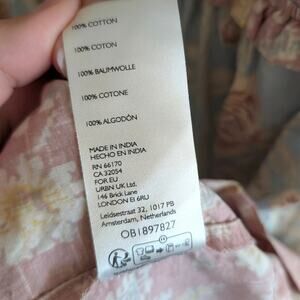 100% COTTON
100% COTON
100% BAUMWOLLE
100% COTONE
100% ALGODÓN
MADE IN INDIA
HECHO EN INDIA
RN 66170
CA 32054
FOR EU
URBN UK Ltd.
146 Brick Lane
LONDON E1 6RU
Leidsestraat 32, 1017 PB
Amsterdam, Netherlands
OB1897827